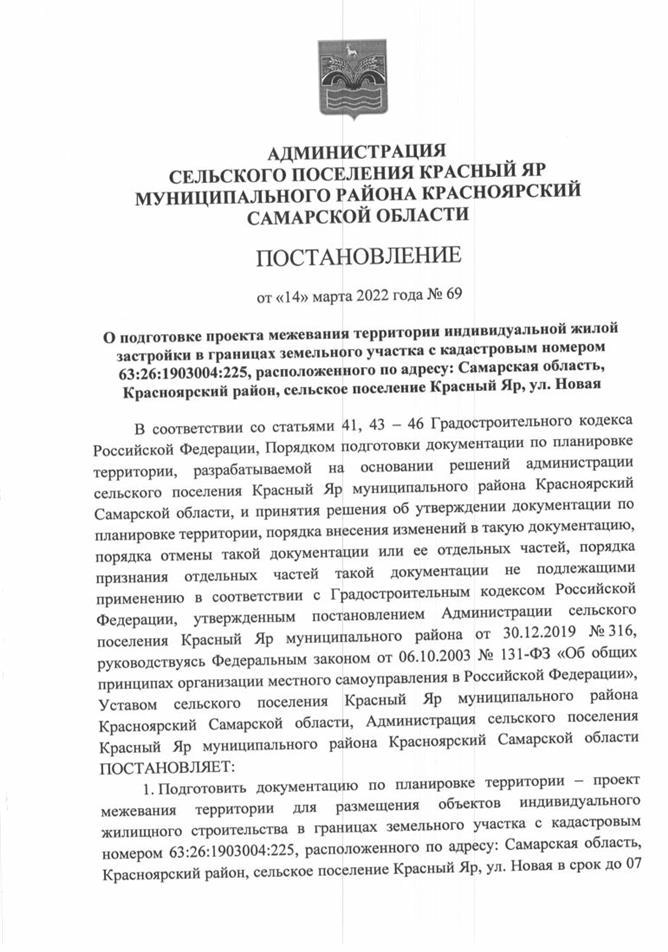 АДМИНИСТРАЦИЯ
СЕЛЬСКОГО ПОСЕЛЕНИЯ КРАСНЫЙ ЯР
МУНИЦИПАЛЬНОГО РАЙОНА КРАСНОЯРСКИЙ
САМАРСКОЙ ОБЛАСТИ
ПОСТАНОВЛЕНИЕ
от «14» марта 2022 года № 69
О подготовке проекта межевания территории индивидуальной жилой
застройки в границах земельного участка с кадастровым номером
63:26:1903004:225, расположенного по адресу: Самарская область,
Красноярский район, сельское поселение Красный Яр, ул. Новая
В соответствии со статьями 41, 43 – 46 Градостроительного кодекса
Российской Федерации, Порядком подготовки документации по планировке
территории, разрабатываемой на основании решений администрации
сельского поселения Красный Яр муниципального района Красноярский
Самарской области, и принятия решения об утверждении документации по
планировке территории, порядка внесения изменений в такую документацию,
порядка отмены такой документации или ее отдельных частей, порядка
признания отдельных частей такой документации не подлежащими
применению в соответствии с Градостроительным кодексом Российской
Федерации, утвержденным постановлением Администрации сельского
поселения Красный Яр муниципального района от 30.12.2019 № 316,
руководствуясь Федеральным законом от 06.10.2003 № 131-ФЗ «Об общих
принципах организации местного самоуправления в Российской Федерации»,
Уставом сельского поселения Красный Яр муниципального района
Красноярский Самарской области, Администрация сельского поселения
Красный Яр муниципального района Красноярский Самарской области
ПОСТАНОВЛЯЕТ:
1. Подготовить документацию по планировке территории – проект
межевания территории для размещения объектов индивидуального
жилищного строительства в границах земельного участка с кадастровым
номером 63:26:1903004:225, расположенного по адресу: Самарская область,
Красноярский район, сельское поселение Красный Яр, ул. Новая в срок до 07